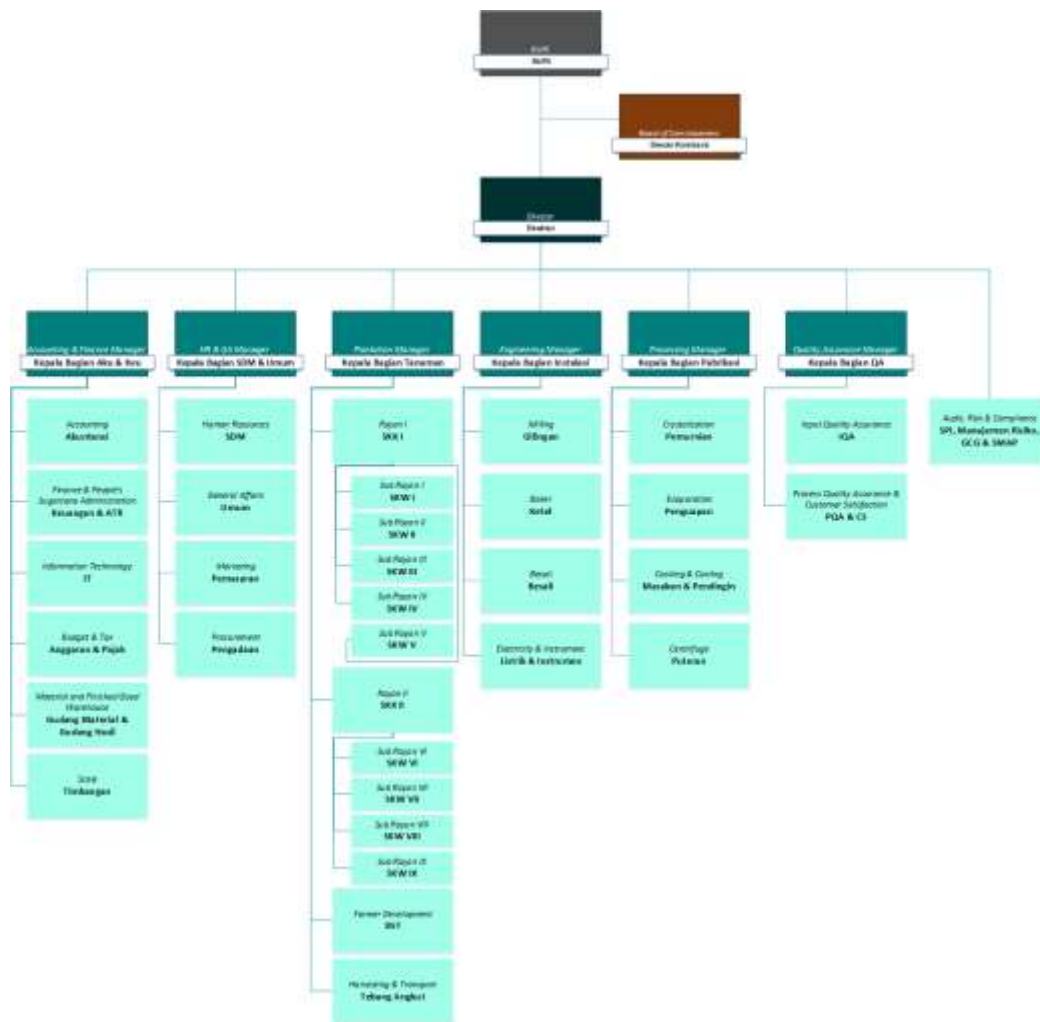 RUPS
RUPS
Board of Commissioners
Dewan Komisaris
Director
Direktur
Accounting & Finance Manager
Kepala Bagian Aku & Keu
HR & GA Manager
Kepala Bagian SDM & Umum
Plantation Manager
Kepala Bagian Tanaman
Engineering Manager
Kepala Bagian Instalasi
Processing Manager
Kepala Bagian Pabrikasi
Quality Assurance Manager
Kepala Bagian QA
Accounting
Akuntansi
Finance & People's
Sugarcane Administration
Keuangan & ATR
Information Technology
IT
Budget & Tax
Anggaran & Pajak
Material and Finished Good
Warehouse
Gudang Material &
Gudang Hasil
Timbangan
Human Resources
SDM
General Affairs
Umum
Marketing
Pemasaran
Procurement
Pengadaan
Rayon I
SKK I
Sub Rayon I
SKW I
Sub Rayon II
SKW II
Sub Rayon III
SKW III
Sub Rayon IV
SKW IV
Sub Rayon V
SKW V
Rayon II
SKK II
Sub Rayon VI
SKW VI
Sub Rayon VII
SKW VII
Sub Rayon VIII
SKW VIII
Sub Rayon IX
SKW IX
Farmer Development
Harvesting & Transport
Tebang Angkut
Milling
Gilingan
Boiler
Ketel
Besali
Besali
Electricity & Instrument
Listrik & Instrumen
Crystalization
Pemurnian
Evaporation
Penguapan
Cooking & Cooling
Masakan & Pendingin
Centrifuge
Puteran
Input Quality Assurance
IQA
Process Quality Assurance &
Customer Satisfaction
PQA & CS
Audit, Risk & Compliance
SPI, Manajemen Risiko,
GCG & SMAP